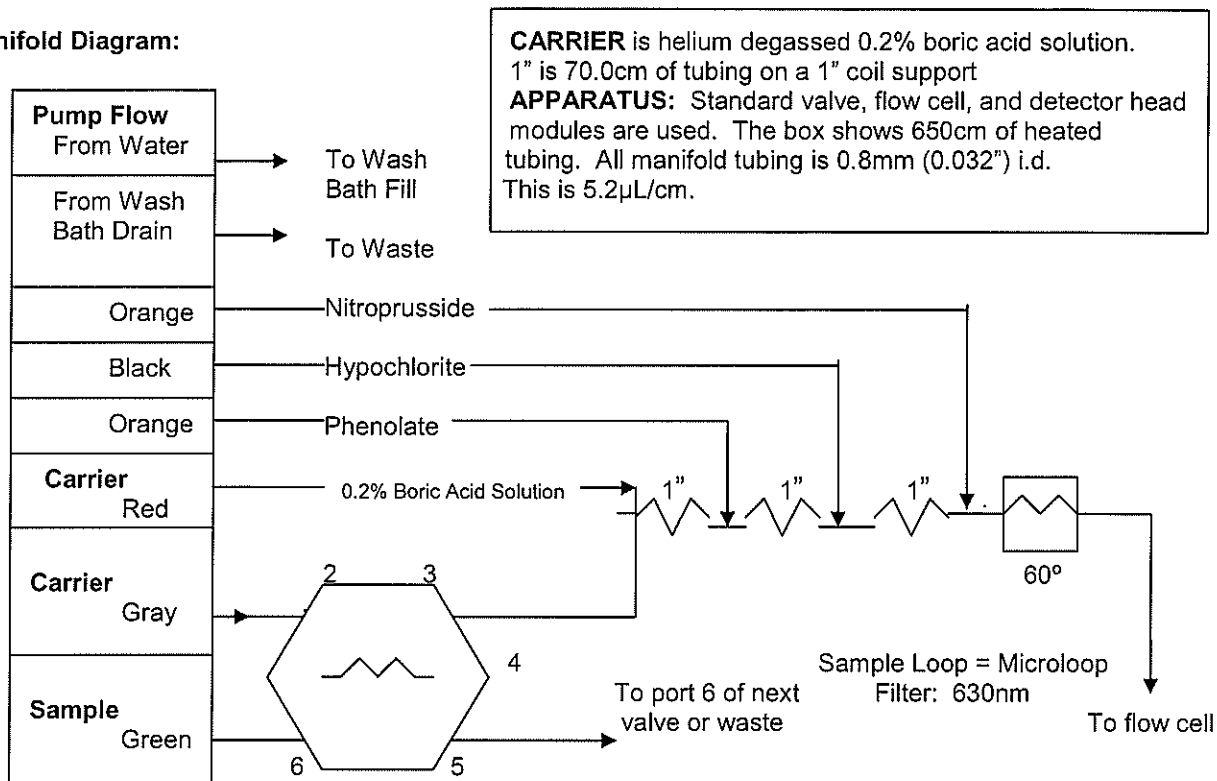 nifold Diagram:
CARRIER is helium degassed 0.2% boric acid solution.
1” is 70.0cm of tubing on a 1” coil support
APPARATUS: Standard valve, flow cell, and detector head
modules are used. The box shows 650cm of heated
tubing. All manifold tubing is 0.8mm (0.032”) i.d.
This is 5.2µL/cm.
Pump Flow
From Water
To Wash
Bath Fill
From Wash
Bath Drain
To Waste
Orange
Nitroprusside
Black
Hypochlorite
Orange
Phenolate
Carrier
Red
0.2% Boric Acid Solution
1”
1”
1”
60º
Carrier
Gray
2
3
4
Sample
Green
6
5
To port 6 of next
valve or waste
Sample Loop = Microloop
Filter: 630nm
To flow cell